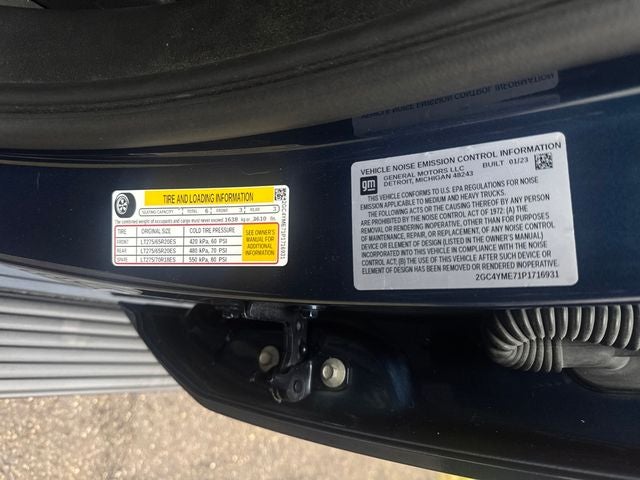 TIRE AND LOADING INFORMATION
SEATING CAPACITY TOTAL 6 FRONT 3 REAR 3
The combined weight of occupants and cargo must never exceed 1638 kg or 3610 lbs
TIRE ORIGINAL SIZE COLD TIRE PRESSURE
FRONT LT275/65R20ES 420 kPa, 60 PSI
REAR LT275/65R20ES 480 kPa, 70 PSI
SPARE LT275/70R18ES 550 kPa, 80 PSI
SEE OWNER'S
MANUAL FOR
ADDITIONAL
INFORMATION
2GC4YME71P1716931
VEHICLE NOISE EMISSION CONTROL INFORMATION
gm
GENERAL MOTORS LLC BUILT 01/23
DETROIT, MICHIGAN 48243
THIS VEHICLE CONFORMS TO U.S. EPA REGULATIONS FOR NOISE
EMISSION APPLICABLE TO MEDIUM AND HEAVY TRUCKS.
THE FOLLOWING ACTS OR THE CAUSING THEREOF BY ANY PERSON
ARE PROHIBITED BY THE NOISE CONTROL ACT OF 1972: (A) THE
REMOVAL OR RENDERING INOPERATIVE, OTHER THAN FOR PURPOSES
OF MAINTENANCE, REPAIR, OR REPLACEMENT, OF ANY NOISE CONTROL
DEVICE OR ELEMENT OF DESIGN (LISTED IN THE OWNER'S MANUAL)
INCORPORATED INTO THIS VEHICLE IN COMPLIANCE WITH THE NOISE
CONTROL ACT; (B) THE USE OF THIS VEHICLE AFTER SUCH DEVICE OR
ELEMENT OF DESIGN HAS BEEN REMOVED OR RENDERED INOPERATIVE
2GC4YME71P1716931